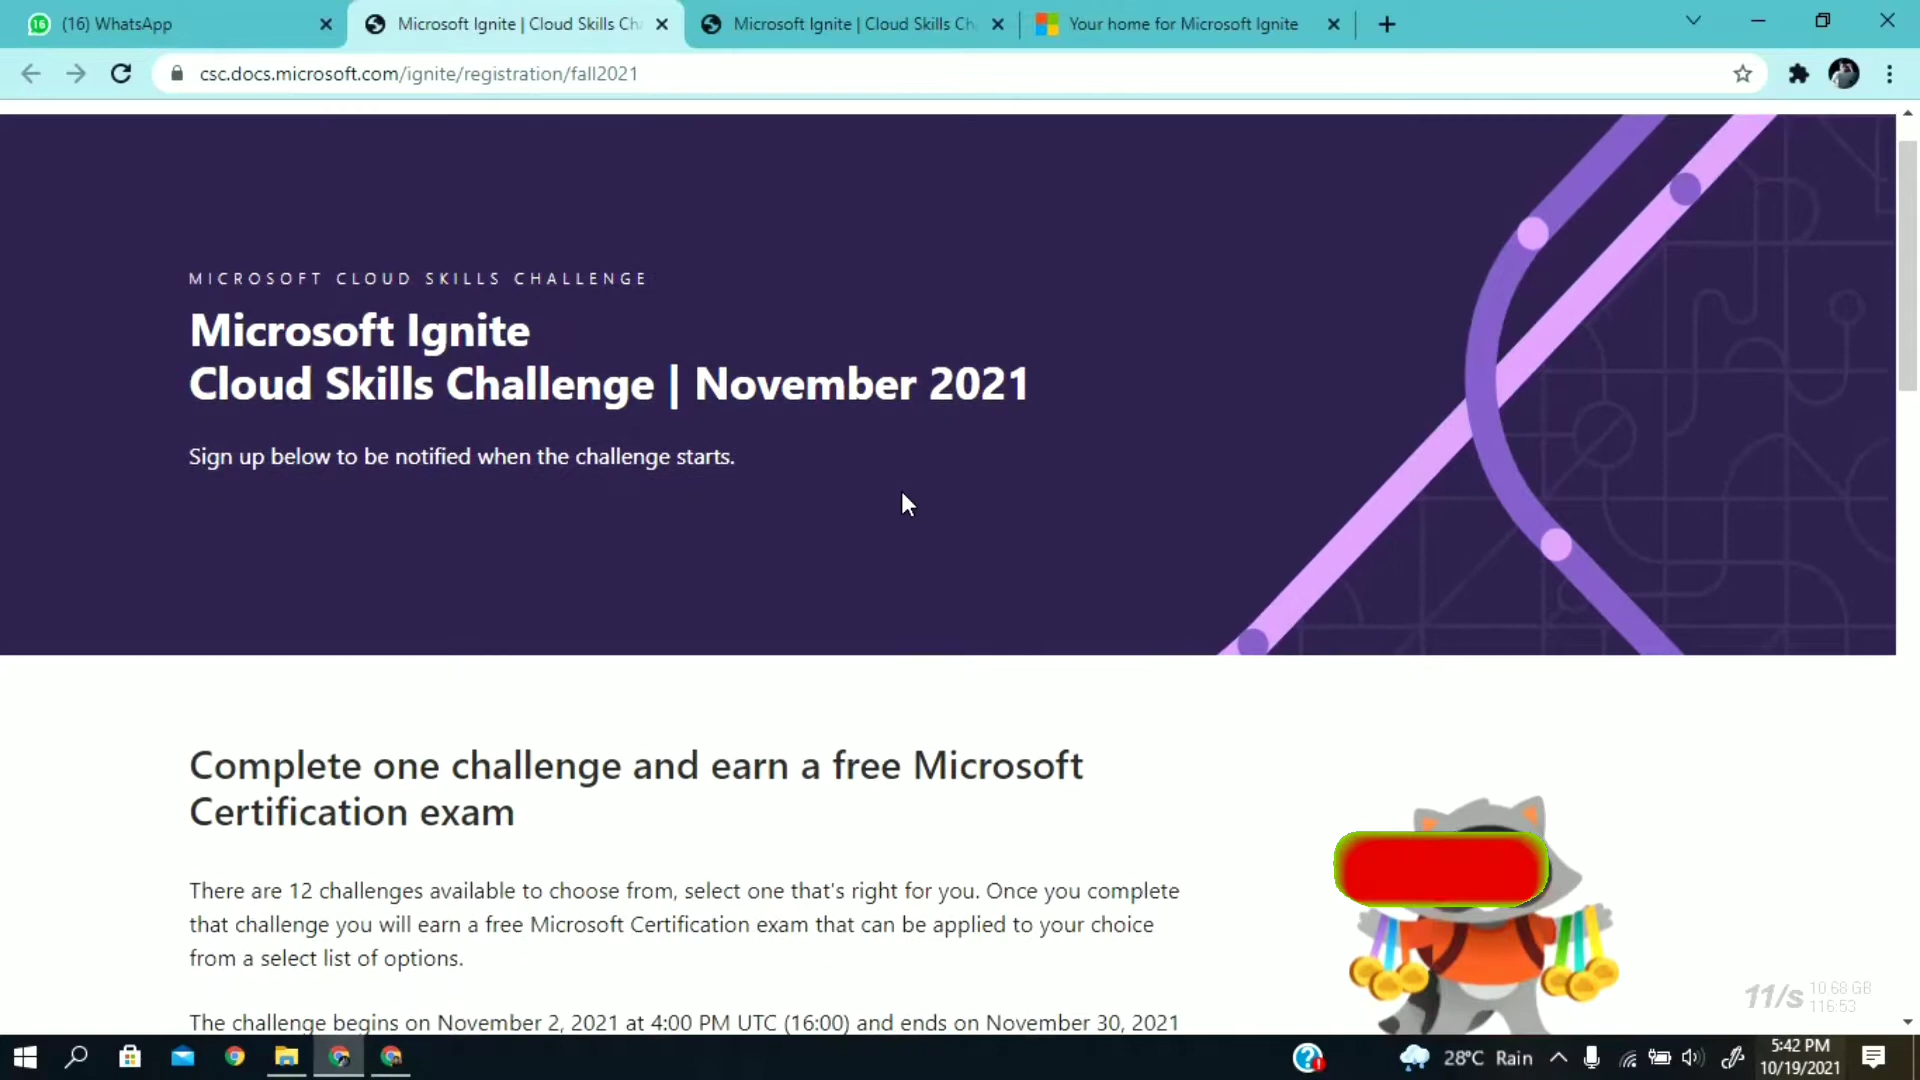 (16) WhatsApp
Microsoft Ignite | Cloud Skills Ch
Microsoft Ignite | Cloud Skills Ch
Your home for Microsoft Ignite
csc.docs.microsoft.com/ignite/registration/fall2021
MICROSOFT CLOUD SKILLS CHALLENGE
Microsoft Ignite
Cloud Skills Challenge | November 2021
Sign up below to be notified when the challenge starts.
Complete one challenge and earn a free Microsoft
Certification exam
There are 12 challenges available to choose from, select one that's right for you. Once you complete
that challenge you will earn a free Microsoft Certification exam that can be applied to your choice
from a select list of options.
The challenge begins on November 2, 2021 at 4:00 PM UTC (16:00) and ends on November 30, 2021
11/s
10.68 GB
116:53
28°C Rain
5:42 PM
10/19/2021